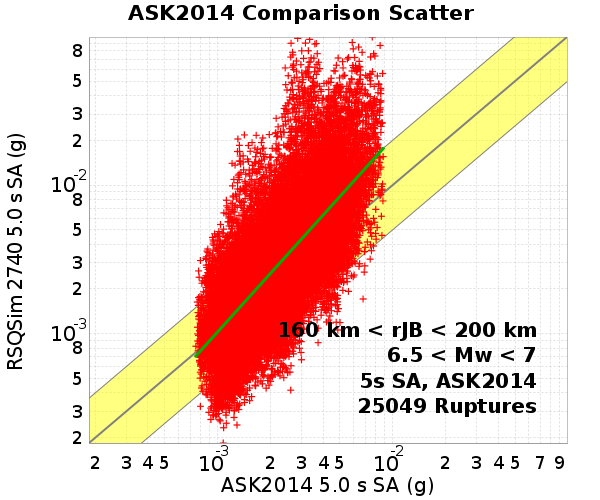 ASK2014 Comparison Scatter
RSQSim 2740 5.0 s SA (g)
8
5
3
2
10-2
8
5
3
2
10-3
8
5
3
2
160 km < rJB < 200 km
6.5 < Mw < 7
5s SA, ASK2014
25049 Ruptures
2 3 4 5 10-3 2 3 4 5 10-2 2 3 4 5 7 9
ASK2014 5.0 s SA (g)